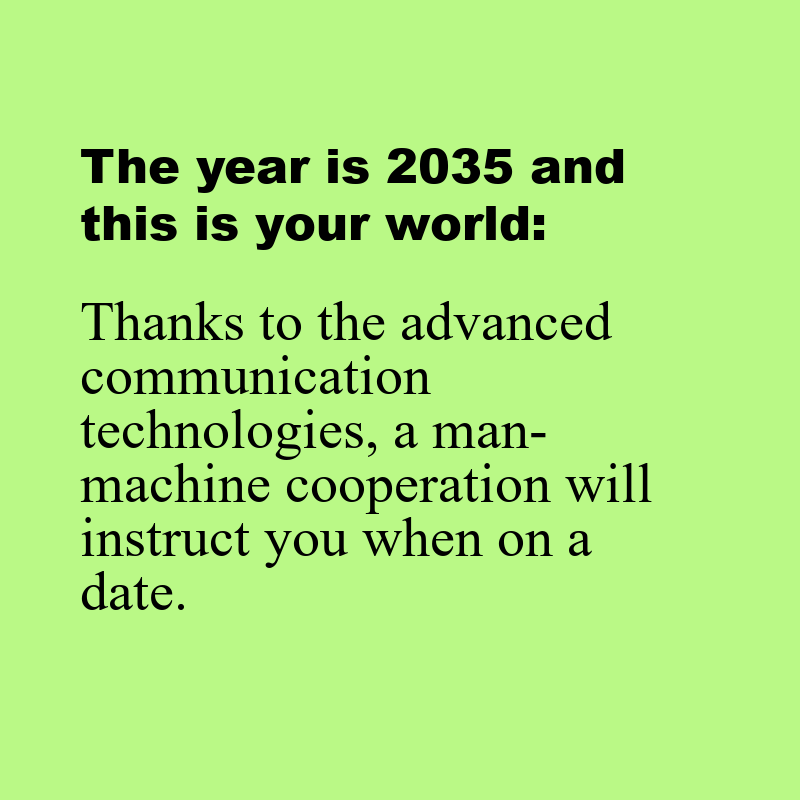 The year is 2035 and
this is your world:
Thanks to the advanced
communication
technologies, a man-
machine cooperation will
instruct you when on a
date.